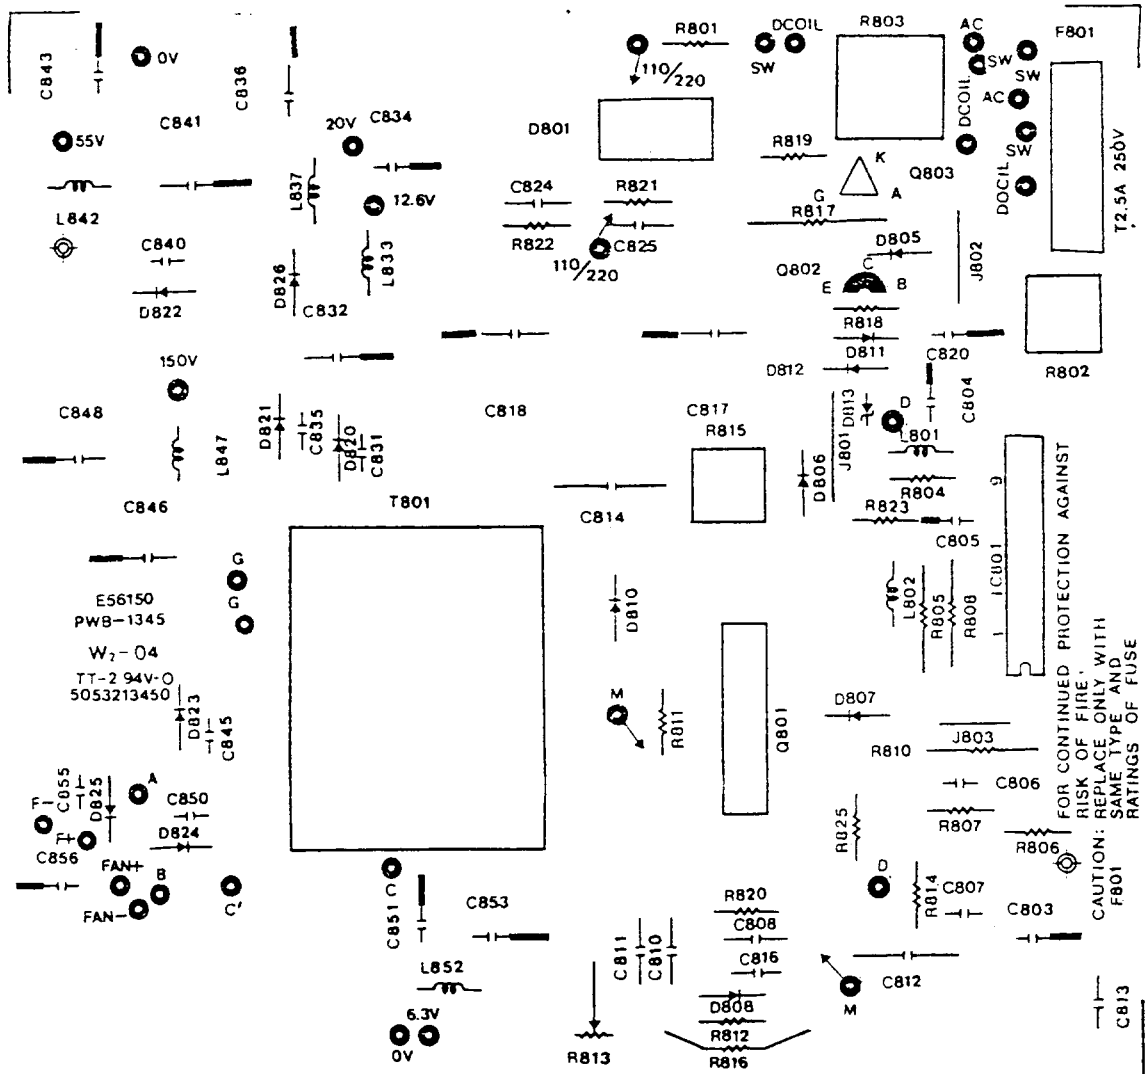 C843
0V
C836
110/220
R801
DCOIL
SW
R803
AC
SW
F801
SW
AC
DCOIL
SW
DOCIL
T2.5A 250V
55V
C841
20V
C834
D801
R819
K
G
A
Q803
L842
L837
12.6V
C824
R821
R817
C840
R822
C825
110/220
D805
J802
L833
D826
Q802
C
E
B
D822
C832
R818
150V
D811
D812
C820
R802
C848
D821
C835
D820
C831
C818
C817
D813
D
C804
L847
R815
J801
L801
D806
R804
C846
T801
C814
R823
C805
9
IC801
1
G
G
E56150
PWB-1345
W2-04
TT-2 94V-0
5053213450
D810
L802
R805
R808
D823
C845
M
R811
Q801
D807
R810
J803
C855
D825
A
C850
C806
F-
F+
D824
R825
R807
R806
C856
FAN+
B
FAN-
C'
C
D
R814
C807
C803
C851
C853
R820
C808
C811
C810
C816
C812
L852
M
D808
6.3V
R812
0V
R813
R816
C813
FOR CONTINUED PROTECTION AGAINST
RISK OF FIRE,
CAUTION: REPLACE ONLY WITH
F801 SAME TYPE AND
RATINGS OF FUSE